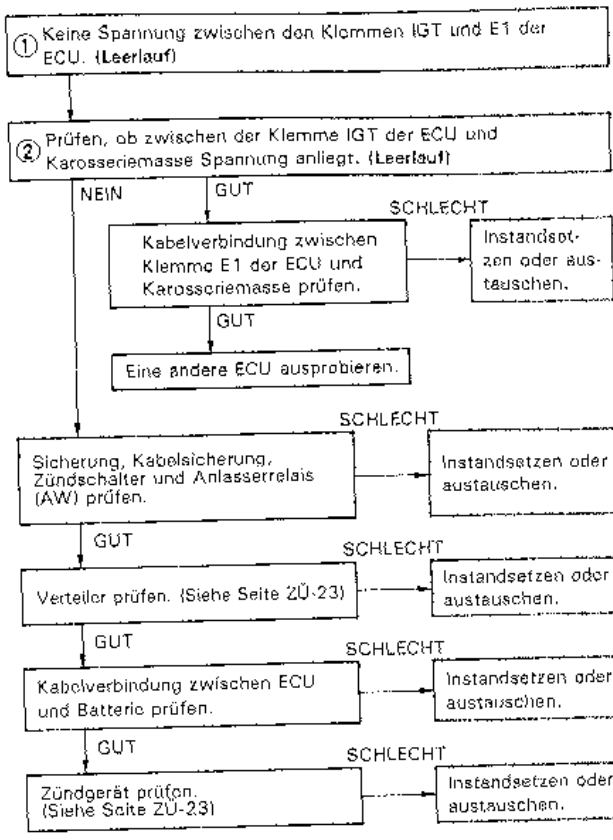 ① Keine Spannung zwischen den Klemmen IGT und E1 der
ECU. (Leerlauf)
② Prüfen, ob zwischen der Klemme IGT der ECU und
Karosseriemasse Spannung anliegt. (Leerlauf)
NEIN
GUT
SCHLECHT
Kabelverbindung zwischen
Klemme E1 der ECU und
Karosseriemasse prüfen.
Instandset-
zen oder aus-
tauschen.
GUT
Eine andere ECU ausprobieren.
SCHLECHT
Sicherung, Kabelsicherung,
Zündschalter und Anlasserrelais
(AW) prüfen.
Instandsetzen oder
austauschen.
GUT
SCHLECHT
Verteiler prüfen. (Siehe Seite ZÜ-23)
Instandsetzen oder
austauschen.
GUT
SCHLECHT
Kabelverbindung zwischen ECU
und Batterie prüfen.
Instandsetzen oder
austauschen.
GUT
SCHLECHT
Zündgerät prüfen.
(Siehe Seite ZÜ-23)
Instandsetzen oder
austauschen.